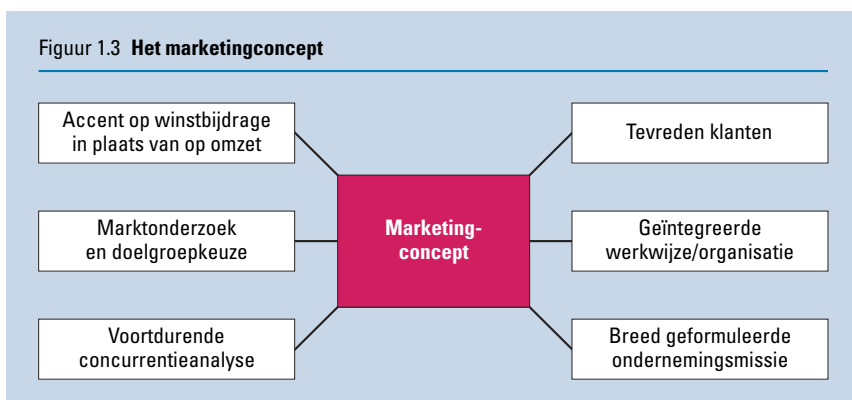 Figuur 1.3 Het marketingconcept
Accent op winstbijdrage
in plaats van op omzet
Tevreden klanten
Marktonderzoek
en doelgroepkeuze
Marketing-
concept
Geïntegreerde
werkwijze/organisatie
Voortdurende
concurrentieanalyse
Breed geformuleerde
ondernemingsmissie